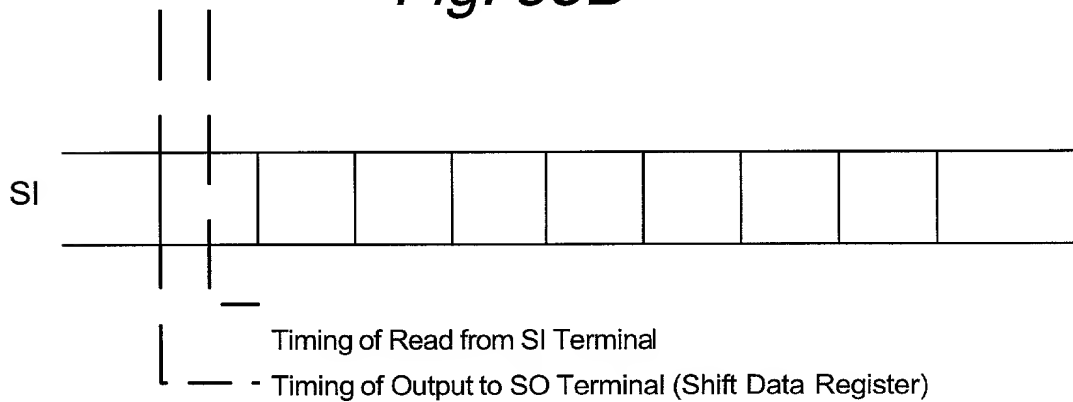 SI
Timing of Read from SI Terminal
Timing of Output to SO Terminal (Shift Data Register)